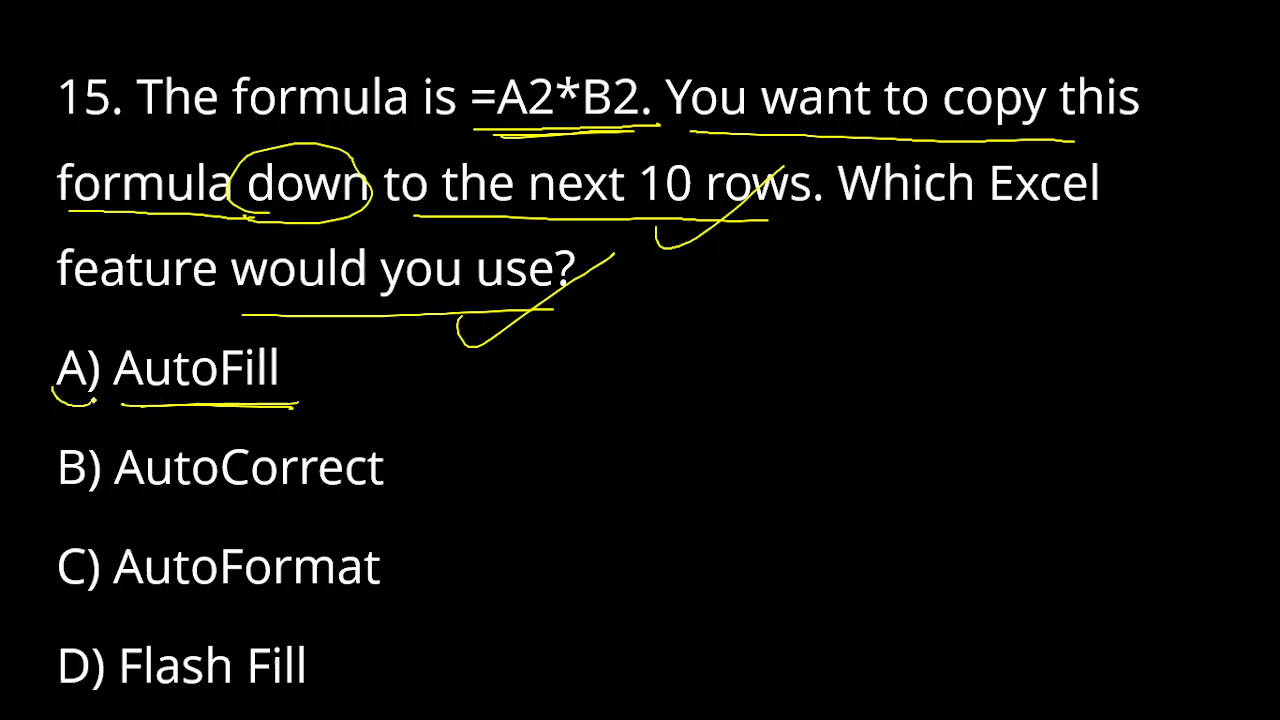 15. The formula is =A2*B2. You want to copy this
formula down to the next 10 rows. Which Excel
feature would you use?
A) AutoFill
B) AutoCorrect
C) AutoFormat
D) Flash Fill